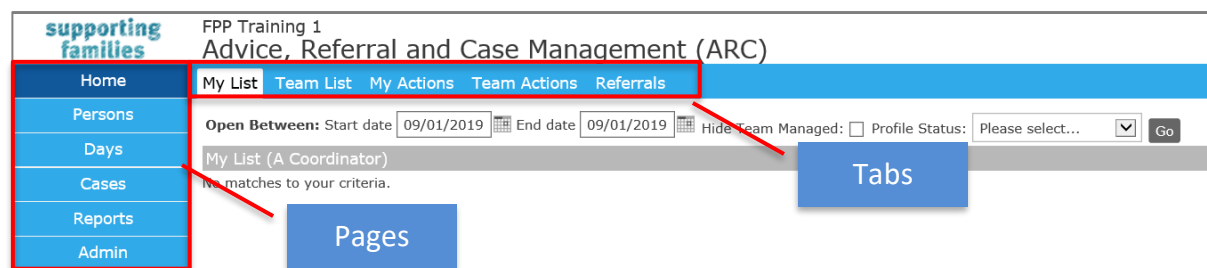 supporting
families
FPP Training 1
Advice, Referral and Case Management (ARC)
Home
Persons
Days
Cases
Reports
Admin
My List Team List My Actions Team Actions Referrals
Open Between: Start date 09/01/2019 End date 09/01/2019 Hide Team Managed: Profile Status: Please select... Go
My List (A Coordinator)
No matches to your criteria.
Tabs
Pages